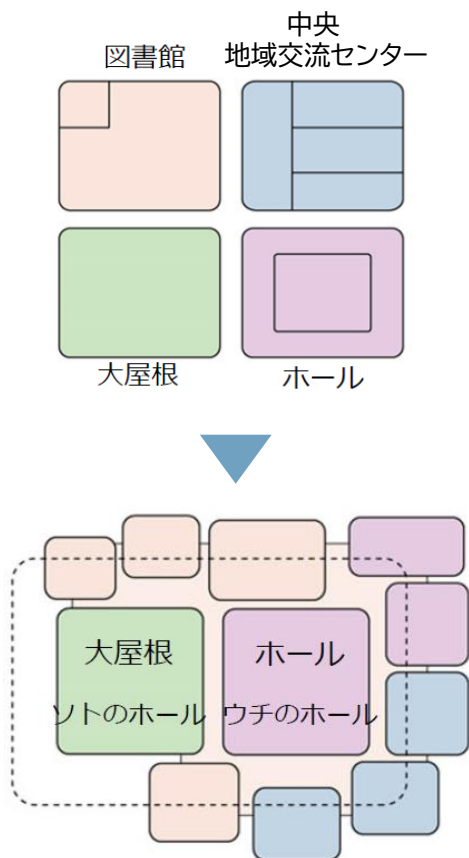 図書館
中央
地域交流センター
大屋根
ホール
大屋根
ソトのホール
ホール
ウチのホール